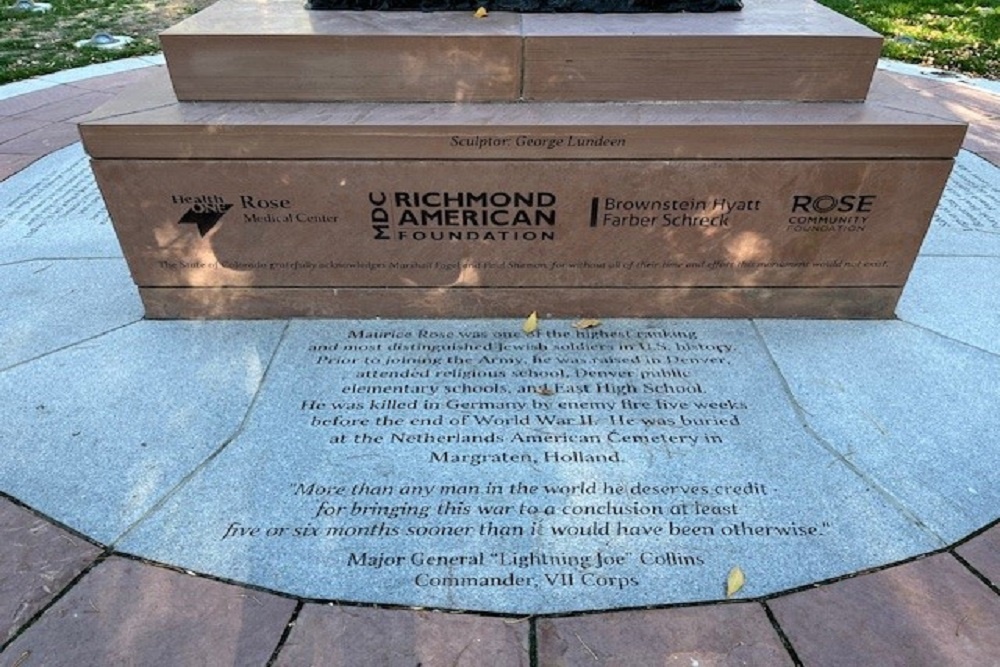 Sculptor: George Lundeen
HealthONE Rose Medical Center
MDC RICHMOND AMERICAN FOUNDATION
Brownstein Hyatt Farber Schreck
ROSE COMMUNITY FOUNDATION
The State of Colorado gratefully acknowledges Marshall Fogel and Paul Shamon, for without all of their time and effort this monument would not exist.
Maurice Rose was one of the highest ranking
and most distinguished Jewish soldiers in U.S. history.
Prior to joining the Army, he was raised in Denver,
attended religious school, Denver public
elementary schools, and East High School.
He was killed in Germany by enemy fire five weeks
before the end of World War II. He was buried
at the Netherlands American Cemetery in
Margraten, Holland.
"More than any man in the world he deserves credit
for bringing this war to a conclusion at least
five or six months sooner than it would have been otherwise."
Major General "Lightning Joe" Collins
Commander, VII Corps